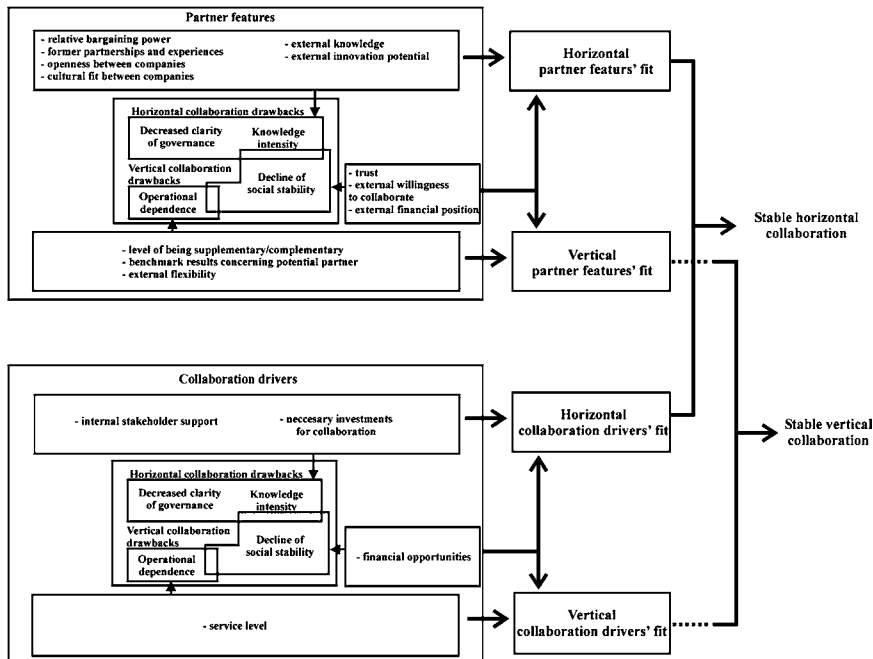 Partner features
- relative bargaining power
- former partnerships and experiences
- openness between companies
- cultural fit between companies
- external knowledge
- external innovation potential
Horizontal
partner featurs' fit
Horizontal collaboration drawbacks
Decreased clarity
of governance
Knowledge
intensity
Vertical collaboration
drawbacks
Decline of
social stability
Operational
dependence
- trust
- external willingness
to collaborate
- external financial position
Stable horizontal
collaboration
- level of being supplementary/complementary
- benchmark results concerning potential partner
- external flexibility
Vertical
partner features' fit
Collaboration drivers
- internal stakeholder support
- neccesary investments
for collaboration
Horizontal
collaboration drivers' fit
Stable vertical
collaboration
Horizontal collaboration drawbacks
Decreased clarity
of governance
Knowledge
intensity
Vertical collaboration
drawbacks
Decline of
social stability
Operational
dependence
- financial opportunities
- service level
Vertical
collaboration drivers' fit